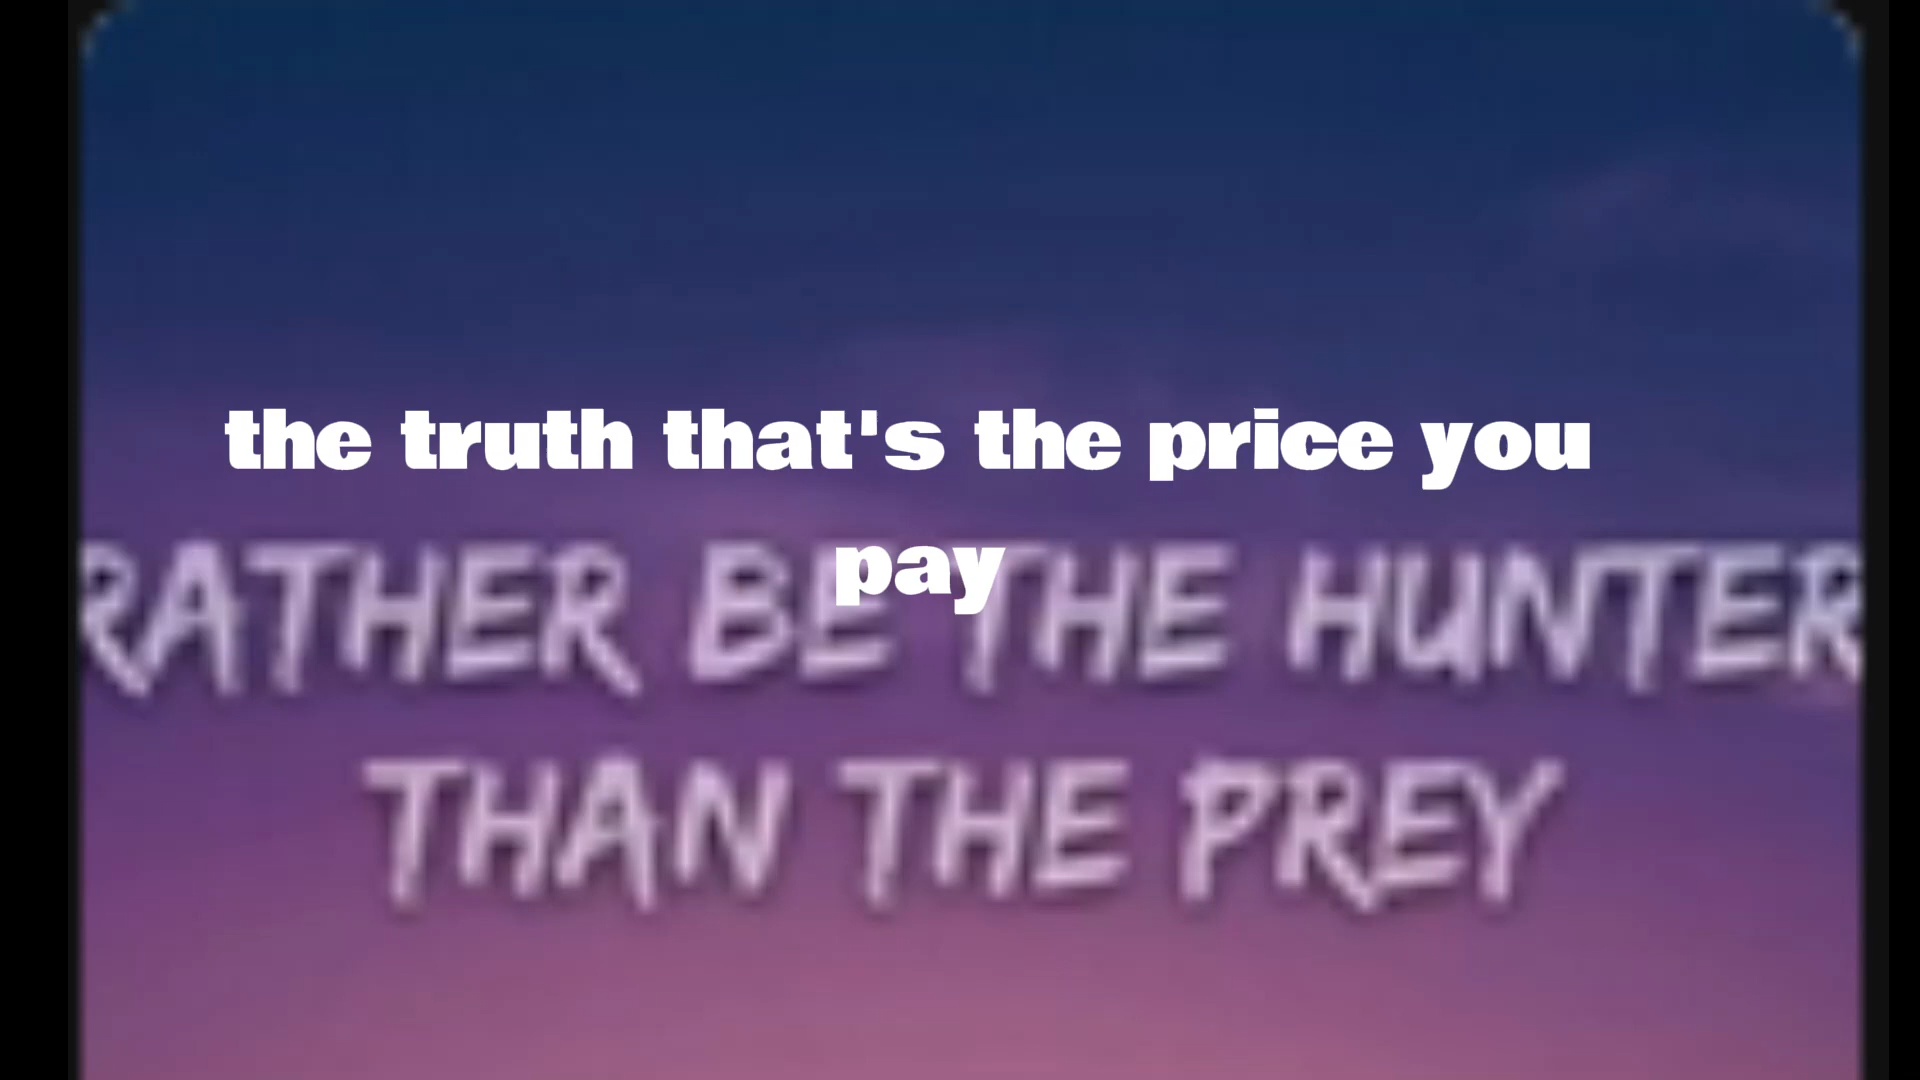 the truth that's the price you
pay
RATHER BE THE HUNTER
THAN THE PREY